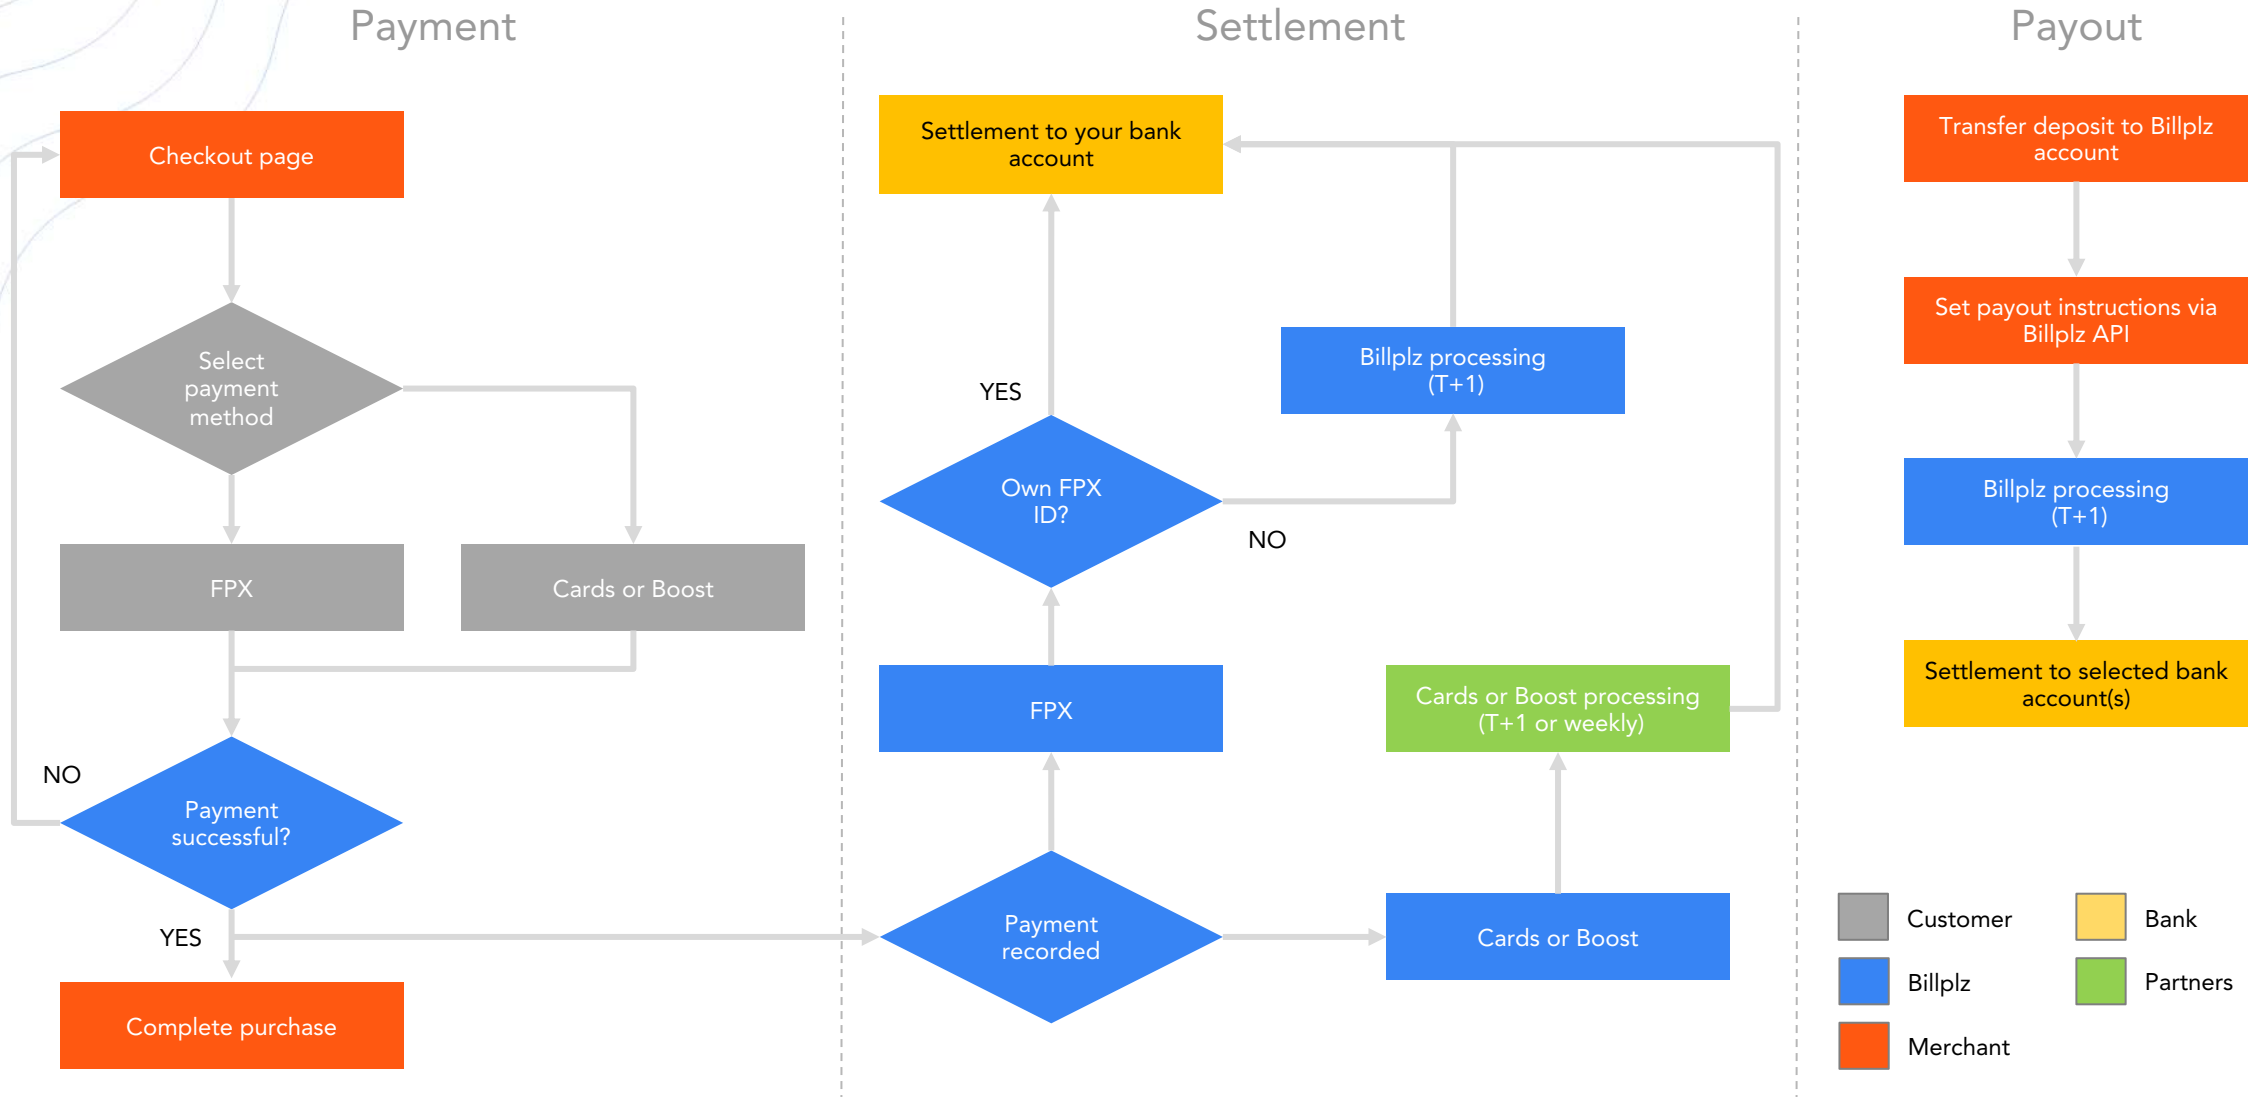 Payment
Checkout page
Select
payment
method
FPX
Cards or Boost
NO
Payment
successful?
YES
Complete purchase
Settlement
Settlement to your bank
account
Billplz processing
(T+1)
YES
Own FPX
ID?
NO
FPX
Cards or Boost processing
(T+1 or weekly)
Payment
recorded
Cards or Boost
Payout
Transfer deposit to Billplz
account
Set payout instructions via
Billplz API
Billplz processing
(T+1)
Settlement to selected bank
account(s)
Customer
Bank
Billplz
Partners
Merchant